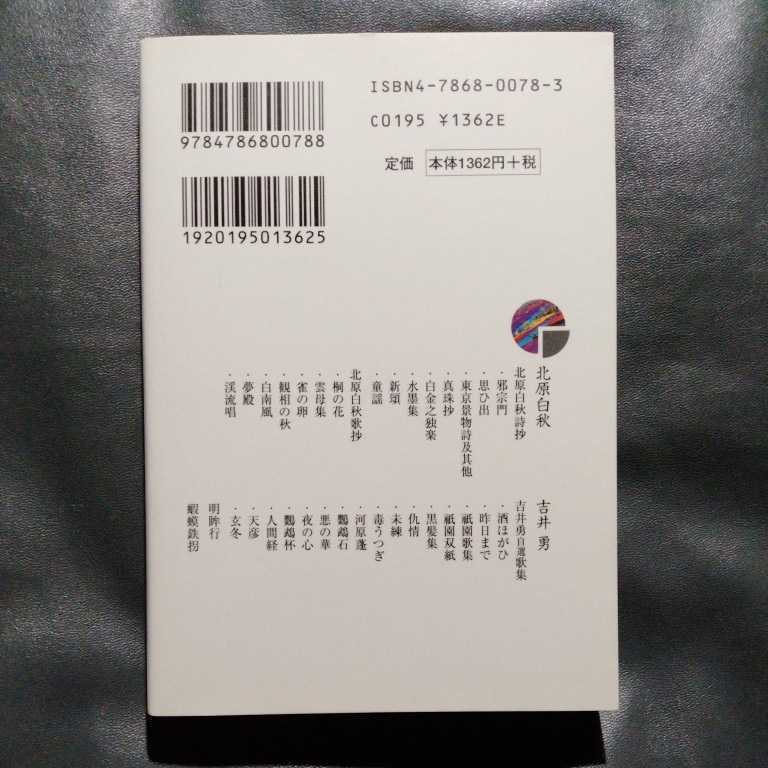 ISBN4-7868-0078-3
C0195 ¥1362E
定価 本体1362円+税
9784786800788
1920195013625
北原白秋
北原白秋詩抄
・邪宗門
・思ひ出
・東京景物詩及其他
・真珠抄
・白金之独楽
・水墨集
・新頌
・童謡
北原白秋歌抄
・桐の花
・雲母集
・雀の卵
・観相の秋
・白南風
・夢殿
・渓流唱
吉井勇
吉井勇自選歌集
・酒ほがひ
・昨日まで
・祇園歌集
・祇園双紙
・黒髪集
・仇情
・未練
・毒うつぎ
・河原蓬
・鸚鵡石
・悪の華
・夜の心
・鸚鵡杯
・人間経
・天彦
・玄冬
明眸行
蝦蟆鉄拐